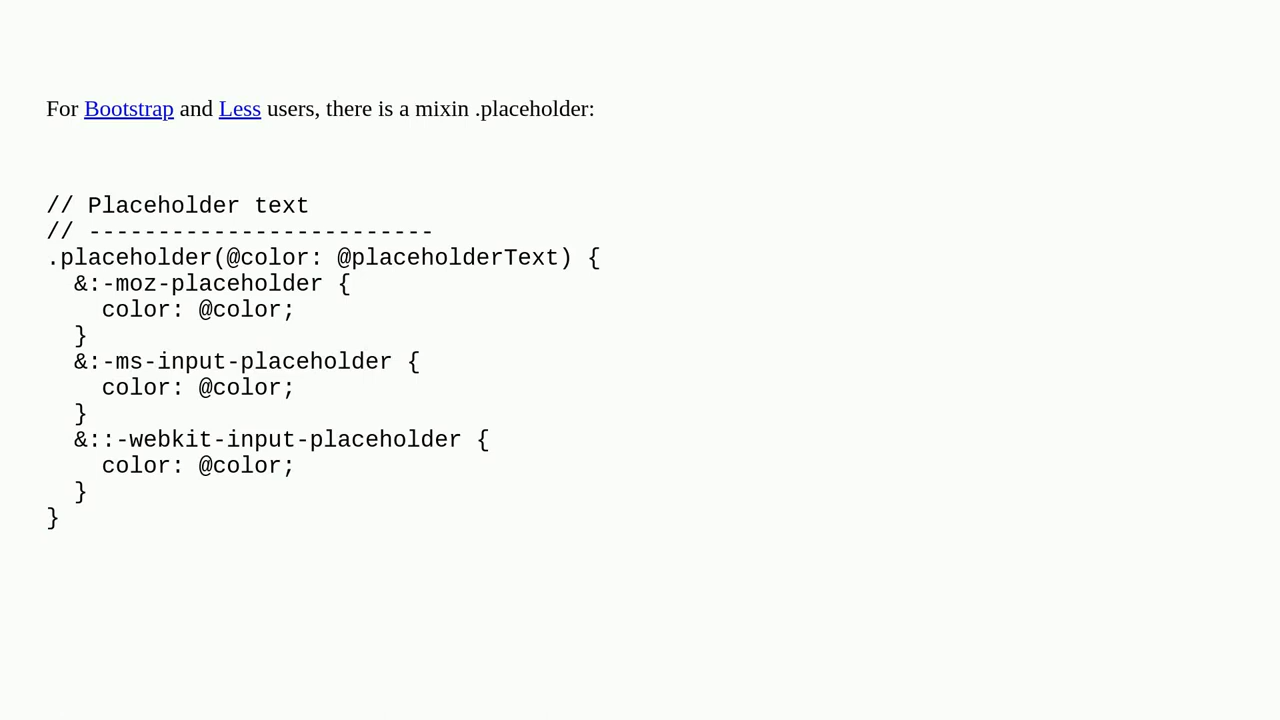 For Bootstrap and Less users, there is a mixin .placeholder:
// Placeholder text
// -------------------------
.placeholder(@color: @placeholderText) {
  &:-moz-placeholder {
    color: @color;
  }
  &:-ms-input-placeholder {
    color: @color;
  }
  &::-webkit-input-placeholder {
    color: @color;
  }
}